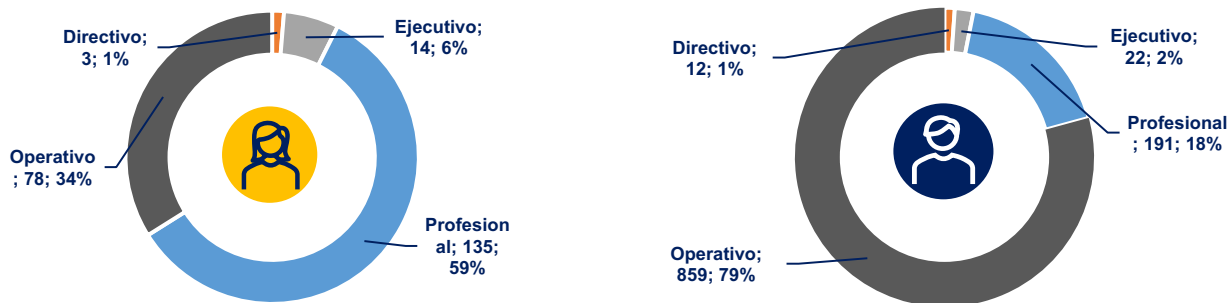 Directivo;
3; 1%
Ejecutivo;
14; 6%
Operativo
; 78; 34%
Profesion
al; 135;
59%
Directivo;
12; 1%
Ejecutivo;
22; 2%
Profesional
; 191; 18%
Operativo;
859; 79%